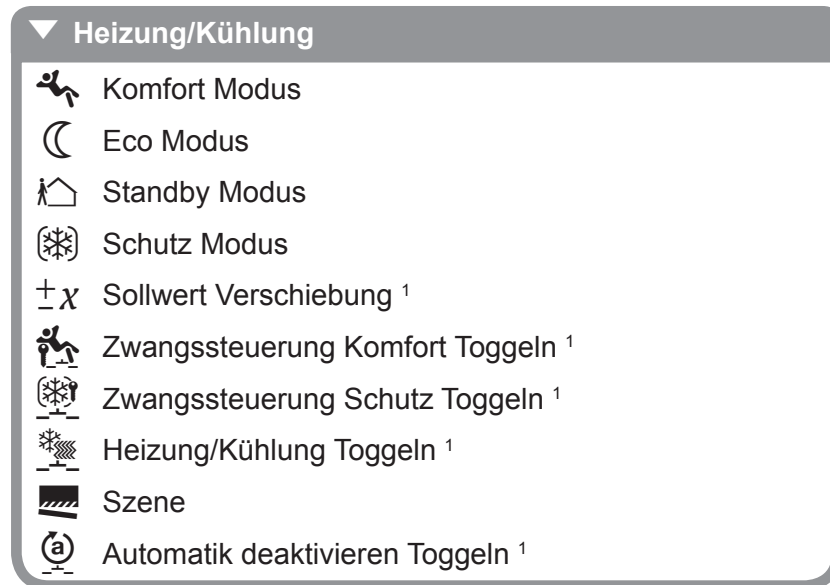 Heizung/Kühlung
Komfort Modus
Eco Modus
Standby Modus
Schutz Modus
±x Sollwert Verschiebung ¹
Zwangssteuerung Komfort Toggeln ¹
Zwangssteuerung Schutz Toggeln ¹
Heizung/Kühlung Toggeln ¹
Szene
a Automatik deaktivieren Toggeln ¹